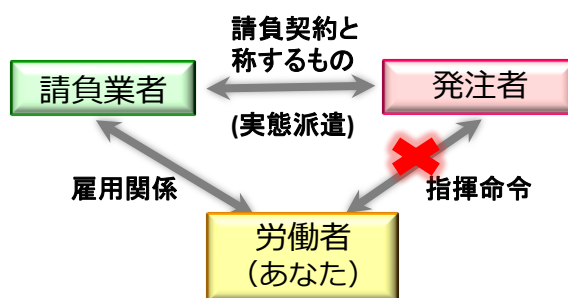 請負契約と
称するもの
請負業者
発注者
(実態派遣)
雇用関係
指揮命令
労働者
（あなた）